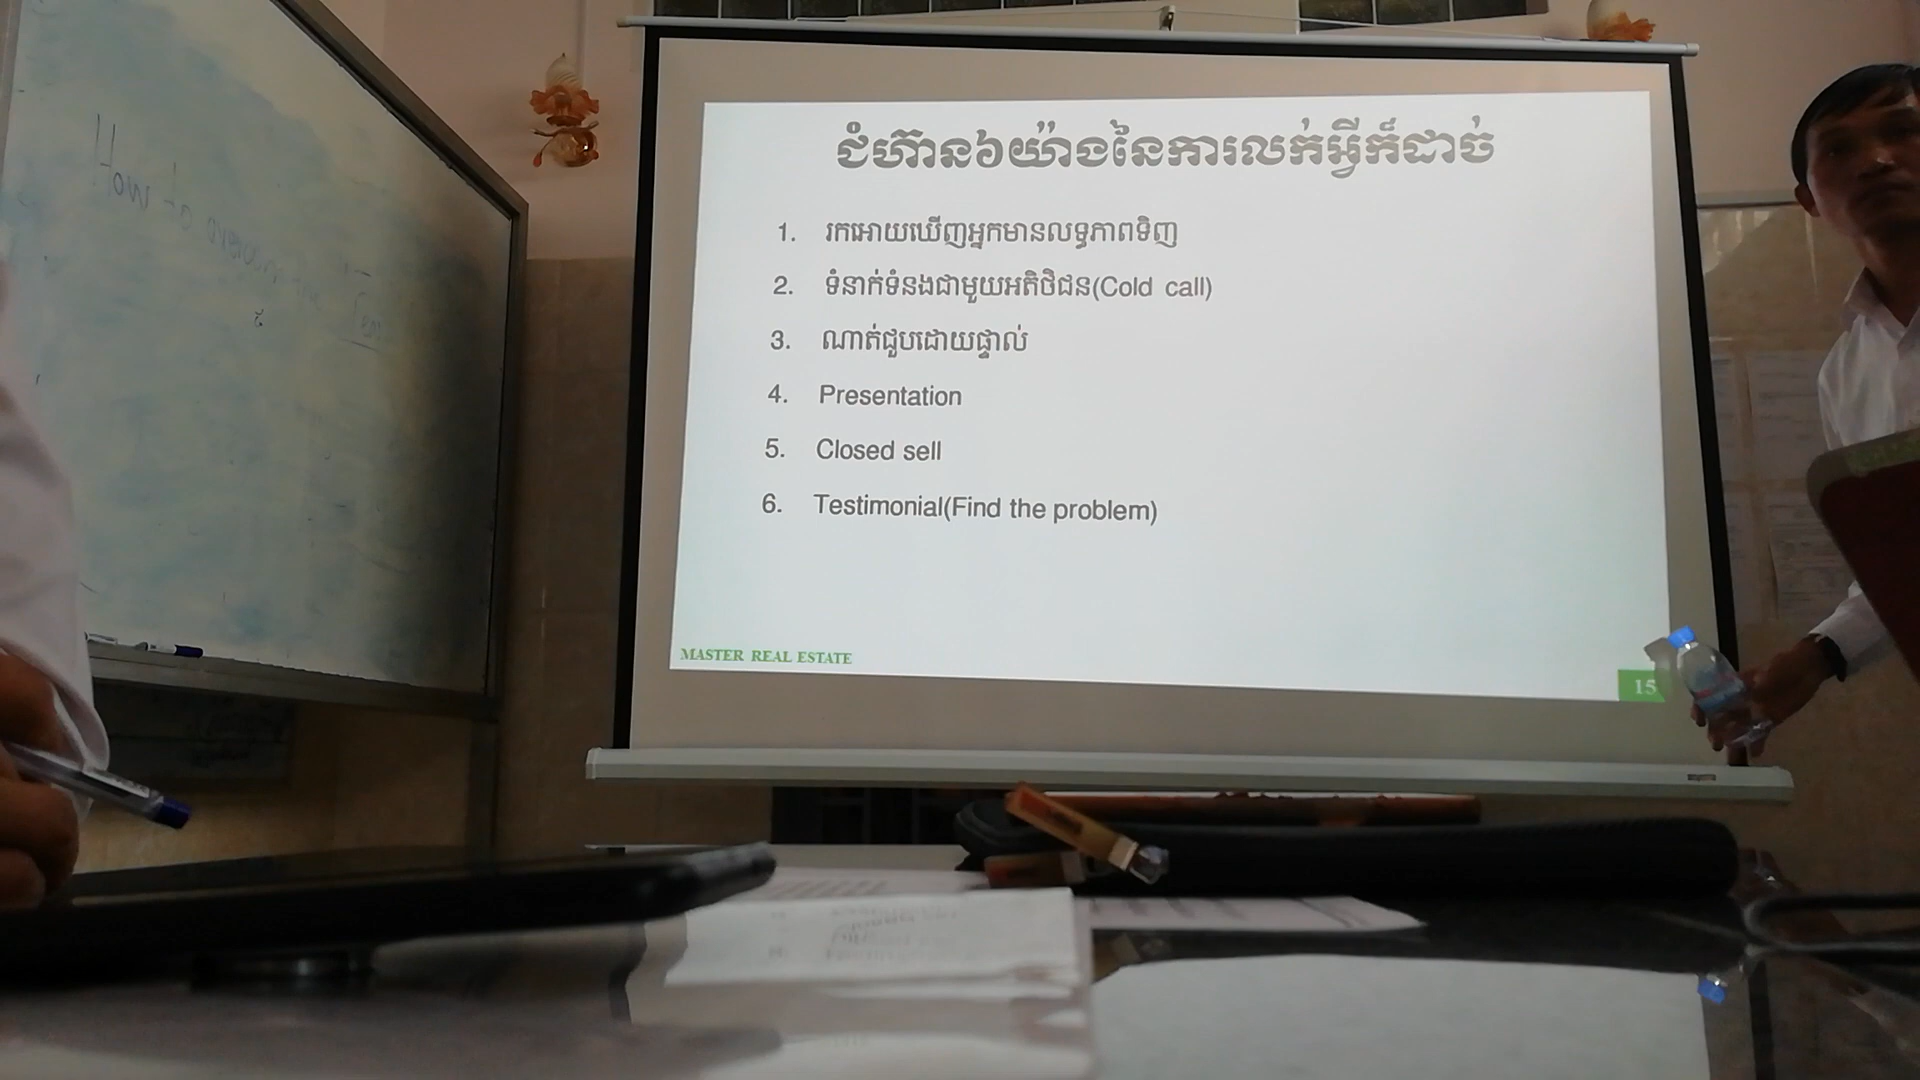 ជំហ៊ាន៦យ៉ាងនៃការលក់អ្វីក៏ដាច់
1. រកអោយឃើញអ្នកមានលទ្ធភាពទិញ
2. ទំនាក់ទំនងជាមួយអតិថិជន(Cold call)
3. ណាត់ជួបដោយផ្ទាល់
4. Presentation
5. Closed sell
6. Testimonial(Find the problem)
MASTER REAL ESTATE
15